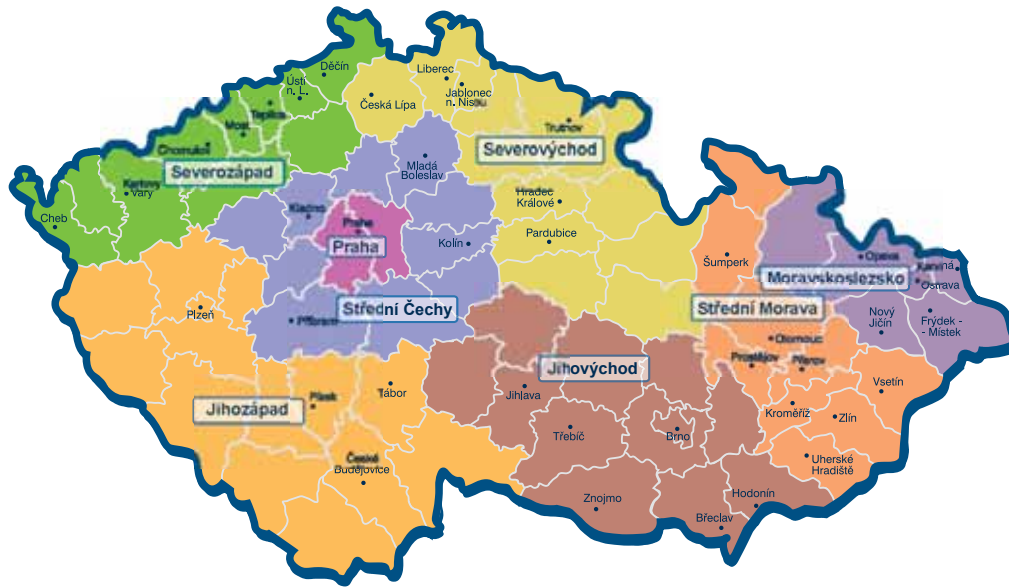 Děčín
Ústí
n. L.
Liberec
Jablonec
n. Nisou
Česká Lípa
Teplice
Most
Trutnov
Chomutov
Severovýchod
Severozápad
Mladá
Boleslav
Karlovy
Vary
Hradec
Králové
Kladno
Cheb
Praha
Praha
Kolín
Pardubice
Šumperk
Opava
Karviná
Moravskoslezsko
Ostrava
Střední Čechy
Střední Morava
Plzeň
Příbram
Nový
Jičín
Frýdek -
- Místek
Olomouc
Prostějov
Přerov
Jihovýchod
Vsetín
Tábor
Jihlava
Písek
Jihozápad
Kroměříž
Zlín
Třebíč
Brno
České
Budějovice
Uherské
Hradiště
Znojmo
Hodonín
Břeclav